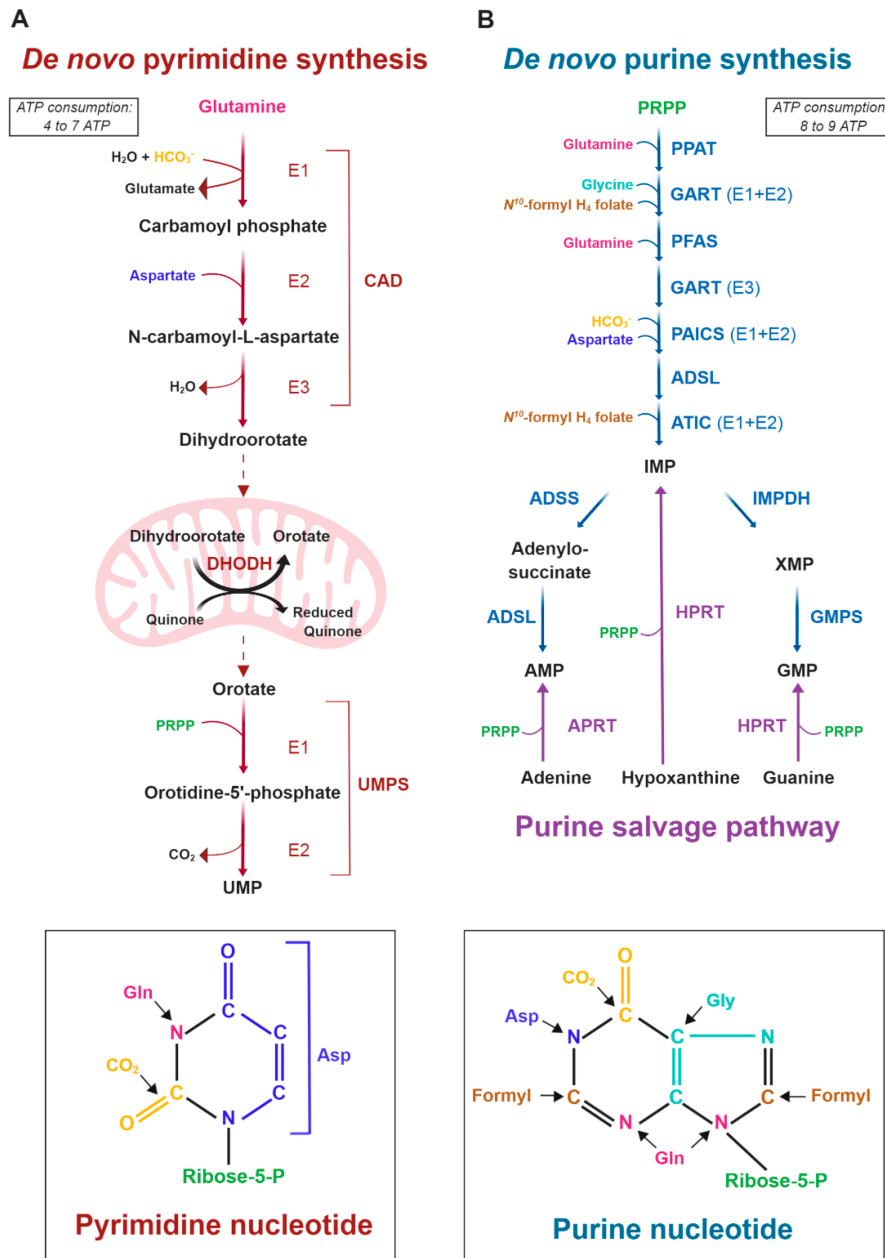 A
De novo pyrimidine synthesis
ATP consumption:
4 to 7 ATP
Glutamine
H₂O + HCO₃⁻
Glutamate
E1
Carbamoyl phosphate
Aspartate
E2
CAD
N-carbamoyl-L-aspartate
H₂O
E3
Dihydroorotate
Dihydroorotate
Orotate
DHODH
Quinone
Reduced
Quinone
Orotate
PRPP
E1
UMPS
Orotidine-5'-phosphate
CO₂
E2
UMP
O
Gln
N
C
C
Asp
CO₂
C
C
O
N
Ribose-5-P
Pyrimidine nucleotide
B
De novo purine synthesis
ATP consumption
8 to 9 ATP
PRPP
Glutamine
PPAT
Glycine
N¹⁰-formyl H₄ folate
GART (E1+E2)
Glutamine
PFAS
GART (E3)
HCO₃⁻
Aspartate
PAICS (E1+E2)
ADSL
N¹⁰-formyl H₄ folate
ATIC (E1+E2)
IMP
ADSS
IMPDH
Adenylo-
succinate
XMP
ADSL
HPRT
GMPS
PRPP
AMP
GMP
PRPP
APRT
HPRT
PRPP
Adenine
Hypoxanthine
Guanine
Purine salvage pathway
O
CO₂
Gly
C
Asp
N
C
N
Formyl
C
C
C
Formyl
N
N
Gln
Ribose-5-P
Purine nucleotide